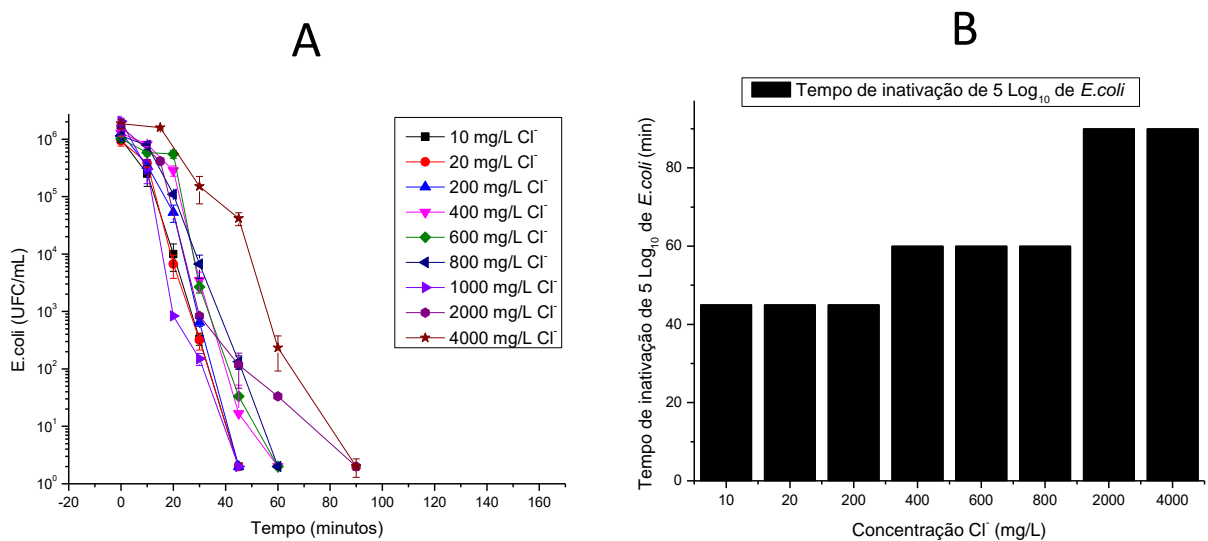 A
E.coli (UFC/mL)
10⁶
10⁵
10⁴
10³
10²
10¹
10⁰
-20 0 20 40 60 80 100 120 140 160
Tempo (minutos)
10 mg/L Cl⁻
20 mg/L Cl⁻
200 mg/L Cl⁻
400 mg/L Cl⁻
600 mg/L Cl⁻
800 mg/L Cl⁻
1000 mg/L Cl⁻
2000 mg/L Cl⁻
4000 mg/L Cl⁻
B
Tempo de inativação de 5 Log₁₀ de E.coli
Tempo de inativação de 5 Log₁₀ de E.coli (min)
80
60
40
20
0
10 20 200 400 600 800 2000 4000
Concentração Cl⁻ (mg/L)